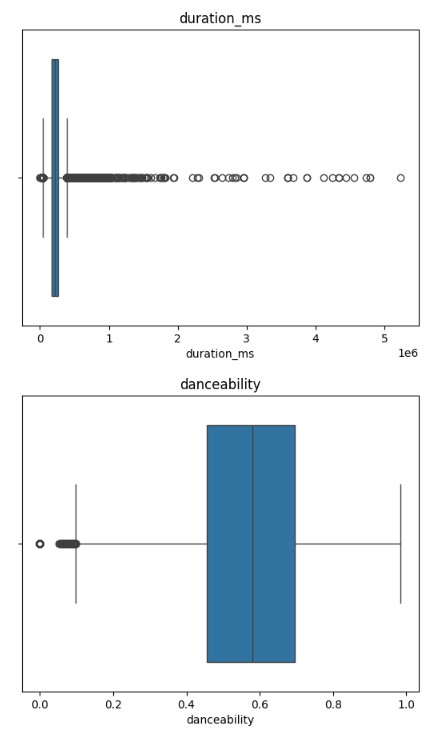 duration_ms
0 1 2 3 4 5
1e6
duration_ms
danceability
0.0 0.2 0.4 0.6 0.8 1.0
danceability